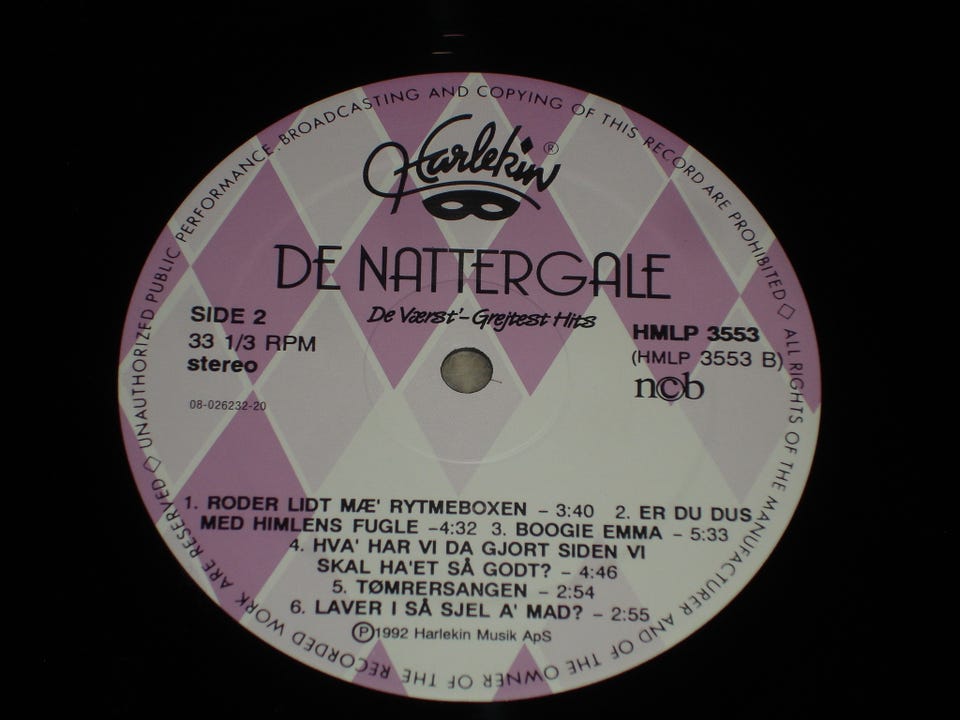 UNAUTHORIZED PUBLIC PERFORMANCE · BROADCASTING AND COPYING OF THIS RECORD ARE PROHIBITED ◇ ALL RIGHTS OF THE MANUFACTURER AND OF THE OWNER OF THE RECORDED WORK ARE RESERVED ◇
Harlekin ®
DE NATTERGALE
De Værst' - Grejtest Hits
SIDE 2
33 1/3 RPM
stereo
08-026232-20
HMLP 3553
(HMLP 3553 B)
ncb
1. RODER LIDT MÆ' RYTMEBOXEN – 3:40 2. ER DU DUS
MED HIMLENS FUGLE –4:32 3. BOOGIE EMMA – 5:33
4. HVA' HAR VI DA GJORT SIDEN VI
SKAL HA'ET SÅ GODT? – 4:46
5. TØMRERSANGEN – 2:54
6. LAVER I SÅ SJEL A' MAD? – 2:55
Ⓟ1992 Harlekin Musik ApS